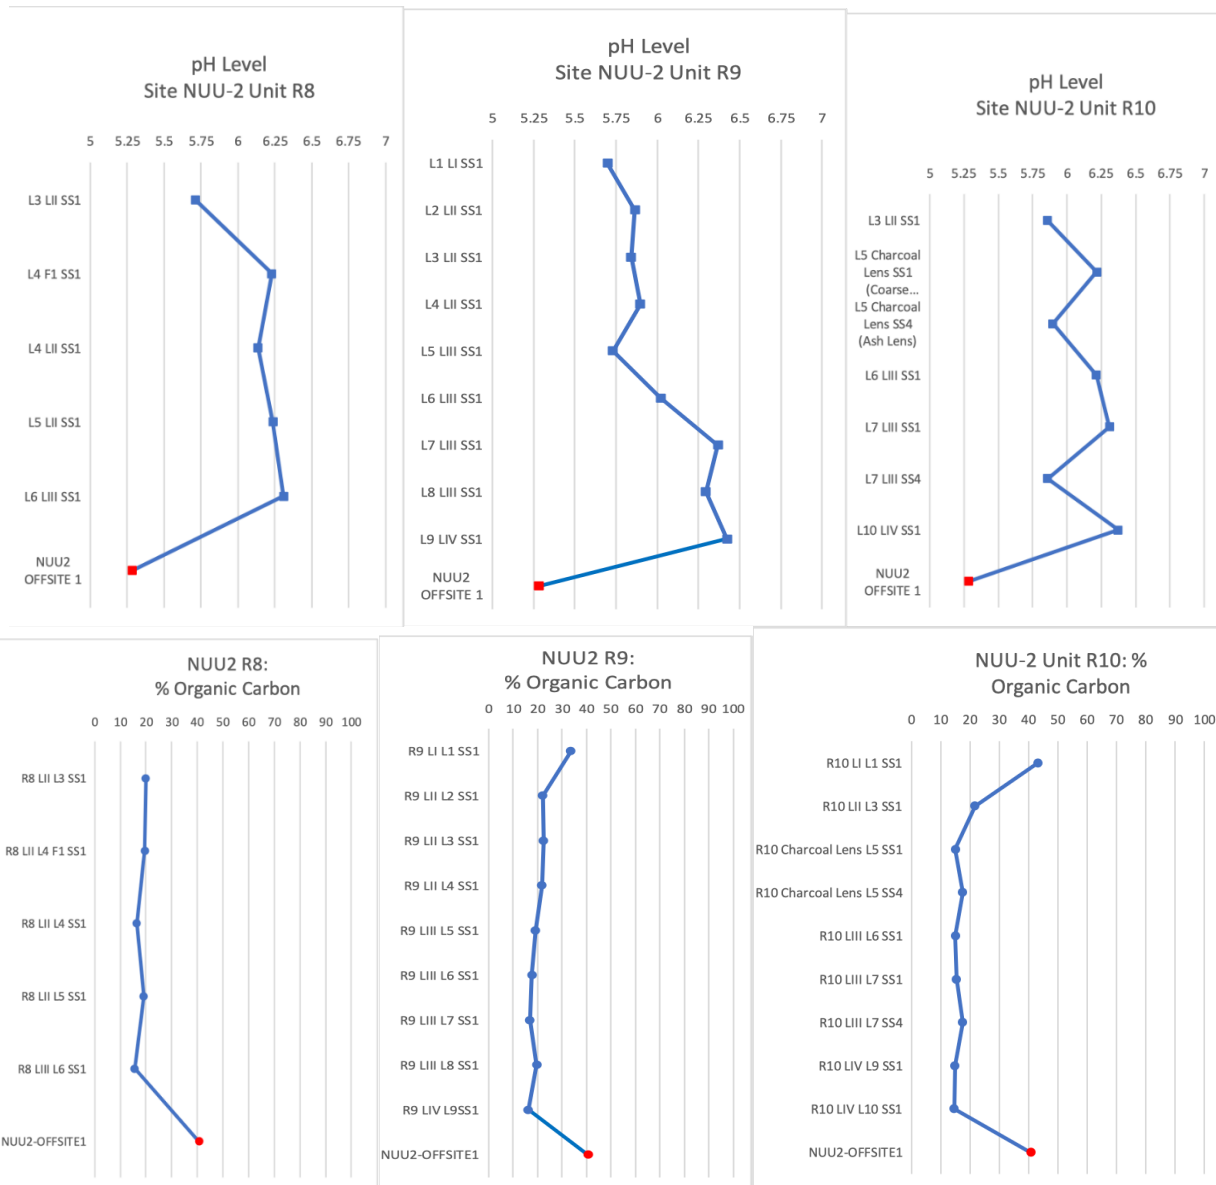 pH Level
Site NUU-2 Unit R8
5 5.25 5.5 5.75 6 6.25 6.5 6.75 7
L3 LII SS1
L4 F1 SS1
L4 LII SS1
L5 LII SS1
L6 LIII SS1
NUU2
OFFSITE 1
pH Level
Site NUU-2 Unit R9
5 5.25 5.5 5.75 6 6.25 6.5 6.75 7
L1 LI SS1
L2 LII SS1
L3 LII SS1
L4 LII SS1
L5 LIII SS1
L6 LIII SS1
L7 LIII SS1
L8 LIII SS1
L9 LIV SS1
NUU2
OFFSITE 1
pH Level
Site NUU-2 Unit R10
5 5.25 5.5 5.75 6 6.25 6.5 6.75 7
L3 LII SS1
L5 Charcoal
Lens SS1
(Coarse...
L5 Charcoal
Lens SS4
(Ash Lens)
L6 LIII SS1
L7 LIII SS1
L7 LIII SS4
L10 LIV SS1
NUU2
OFFSITE 1
NUU2 R8:
% Organic Carbon
0 10 20 30 40 50 60 70 80 90 100
R8 LII L3 SS1
R8 LII L4 F1 SS1
R8 LII L4 SS1
R8 LII L5 SS1
R8 LIII L6 SS1
NUU2-OFFSITE1
NUU2 R9:
% Organic Carbon
0 10 20 30 40 50 60 70 80 90 100
R9 LI L1 SS1
R9 LII L2 SS1
R9 LII L3 SS1
R9 LII L4 SS1
R9 LIII L5 SS1
R9 LIII L6 SS1
R9 LIII L7 SS1
R9 LIII L8 SS1
R9 LIV L9SS1
NUU2-OFFSITE1
NUU-2 Unit R10: %
Organic Carbon
0 10 20 30 40 50 60 70 80 90 100
R10 LI L1 SS1
R10 LII L3 SS1
R10 Charcoal Lens L5 SS1
R10 Charcoal Lens L5 SS4
R10 LIII L6 SS1
R10 LIII L7 SS1
R10 LIII L7 SS4
R10 LIV L9 SS1
R10 LIV L10 SS1
NUU2-OFFSITE1